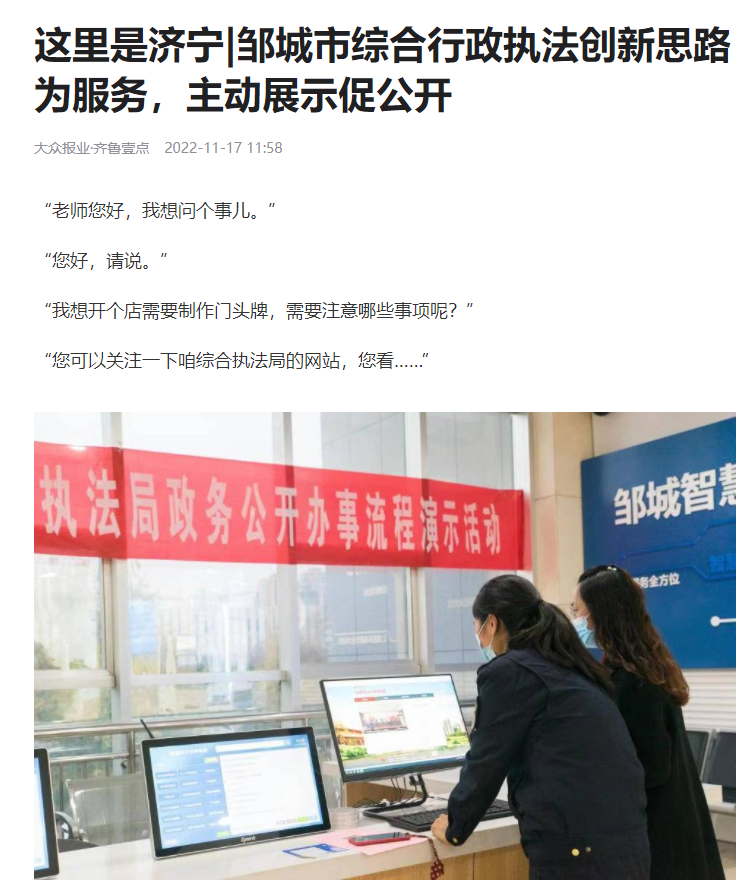 这里是济宁|邹城市综合行政执法创新思路
为服务，主动展示促公开
大众报业·齐鲁壹点 2022-11-17 11:58
“老师您好，我想问个事儿。”
“您好，请说。”
“我想开个店需要制作门头牌，需要注意哪些事项呢？”
“您可以关注一下咱综合执法局的网站，您看......”
执法局政务公开办事流程演示活动
邹城智慧
务全方位